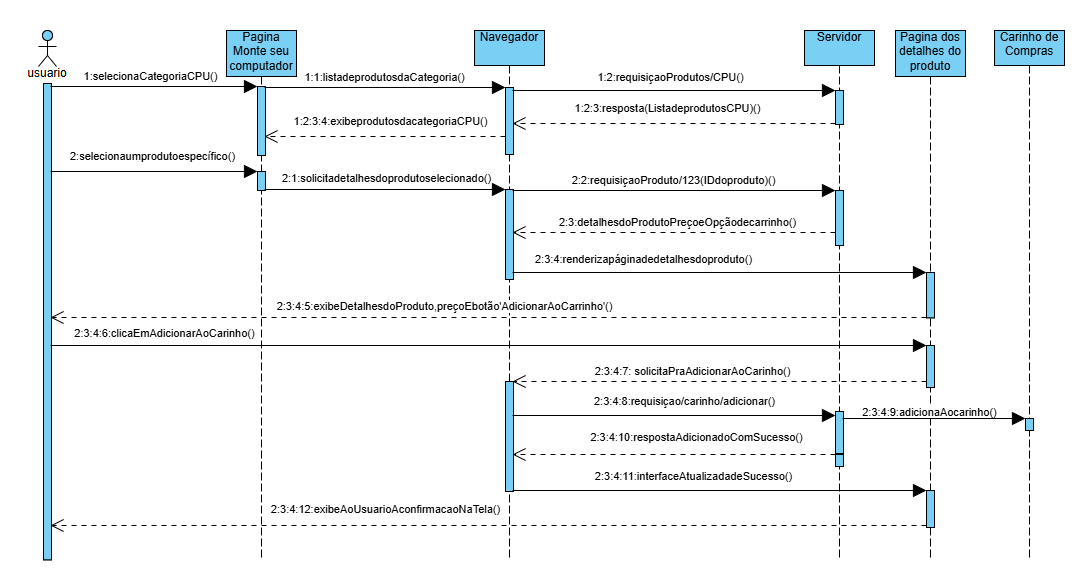 usuario
Pagina
Monte seu
computador
Navegador
Servidor
Pagina dos
detalhes do
produto
Carinho de
Compras
1:selecionaCategoriaCPU()
1:1:listadeprodutosdaCategoria()
1:2:requisiçaoProdutos/CPU()
1:2:3:resposta(ListadeprodutosCPU)()
1:2:3:4:exibeprodutosdacategoriaCPU()
2:selecionaumprodutoespecífico()
2:1:solicitadetalhesdoprodutoselecionado()
2:2:requisiçaoProduto/123(IDdoproduto)()
2:3:detalhesdoProdutoPreçoeOpçãodecarrinho()
2:3:4:renderizapáginadedetalhesdoproduto()
2:3:4:5:exibeDetalhesdoProduto,preçoEbotão'AdicionarAoCarrinho'()
2:3:4:6:clicaEmAdicionarAoCarinho()
2:3:4:7: solicitaPraAdicionarAoCarinho()
2:3:4:8:requisiçao/carinho/adicionar()
2:3:4:9:adicionaAocarinho()
2:3:4:10:respostaAdicionadoComSucesso()
2:3:4:11:interfaceAtualizadadeSucesso()
2:3:4:12:exibeAoUsuarioAconfirmacaoNaTela()